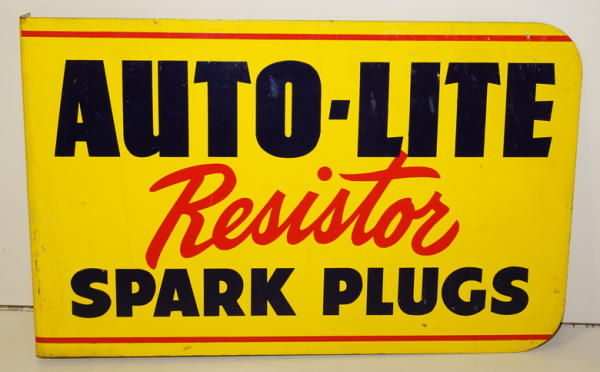 AUTO-LITE
Resistor
SPARK PLUGS